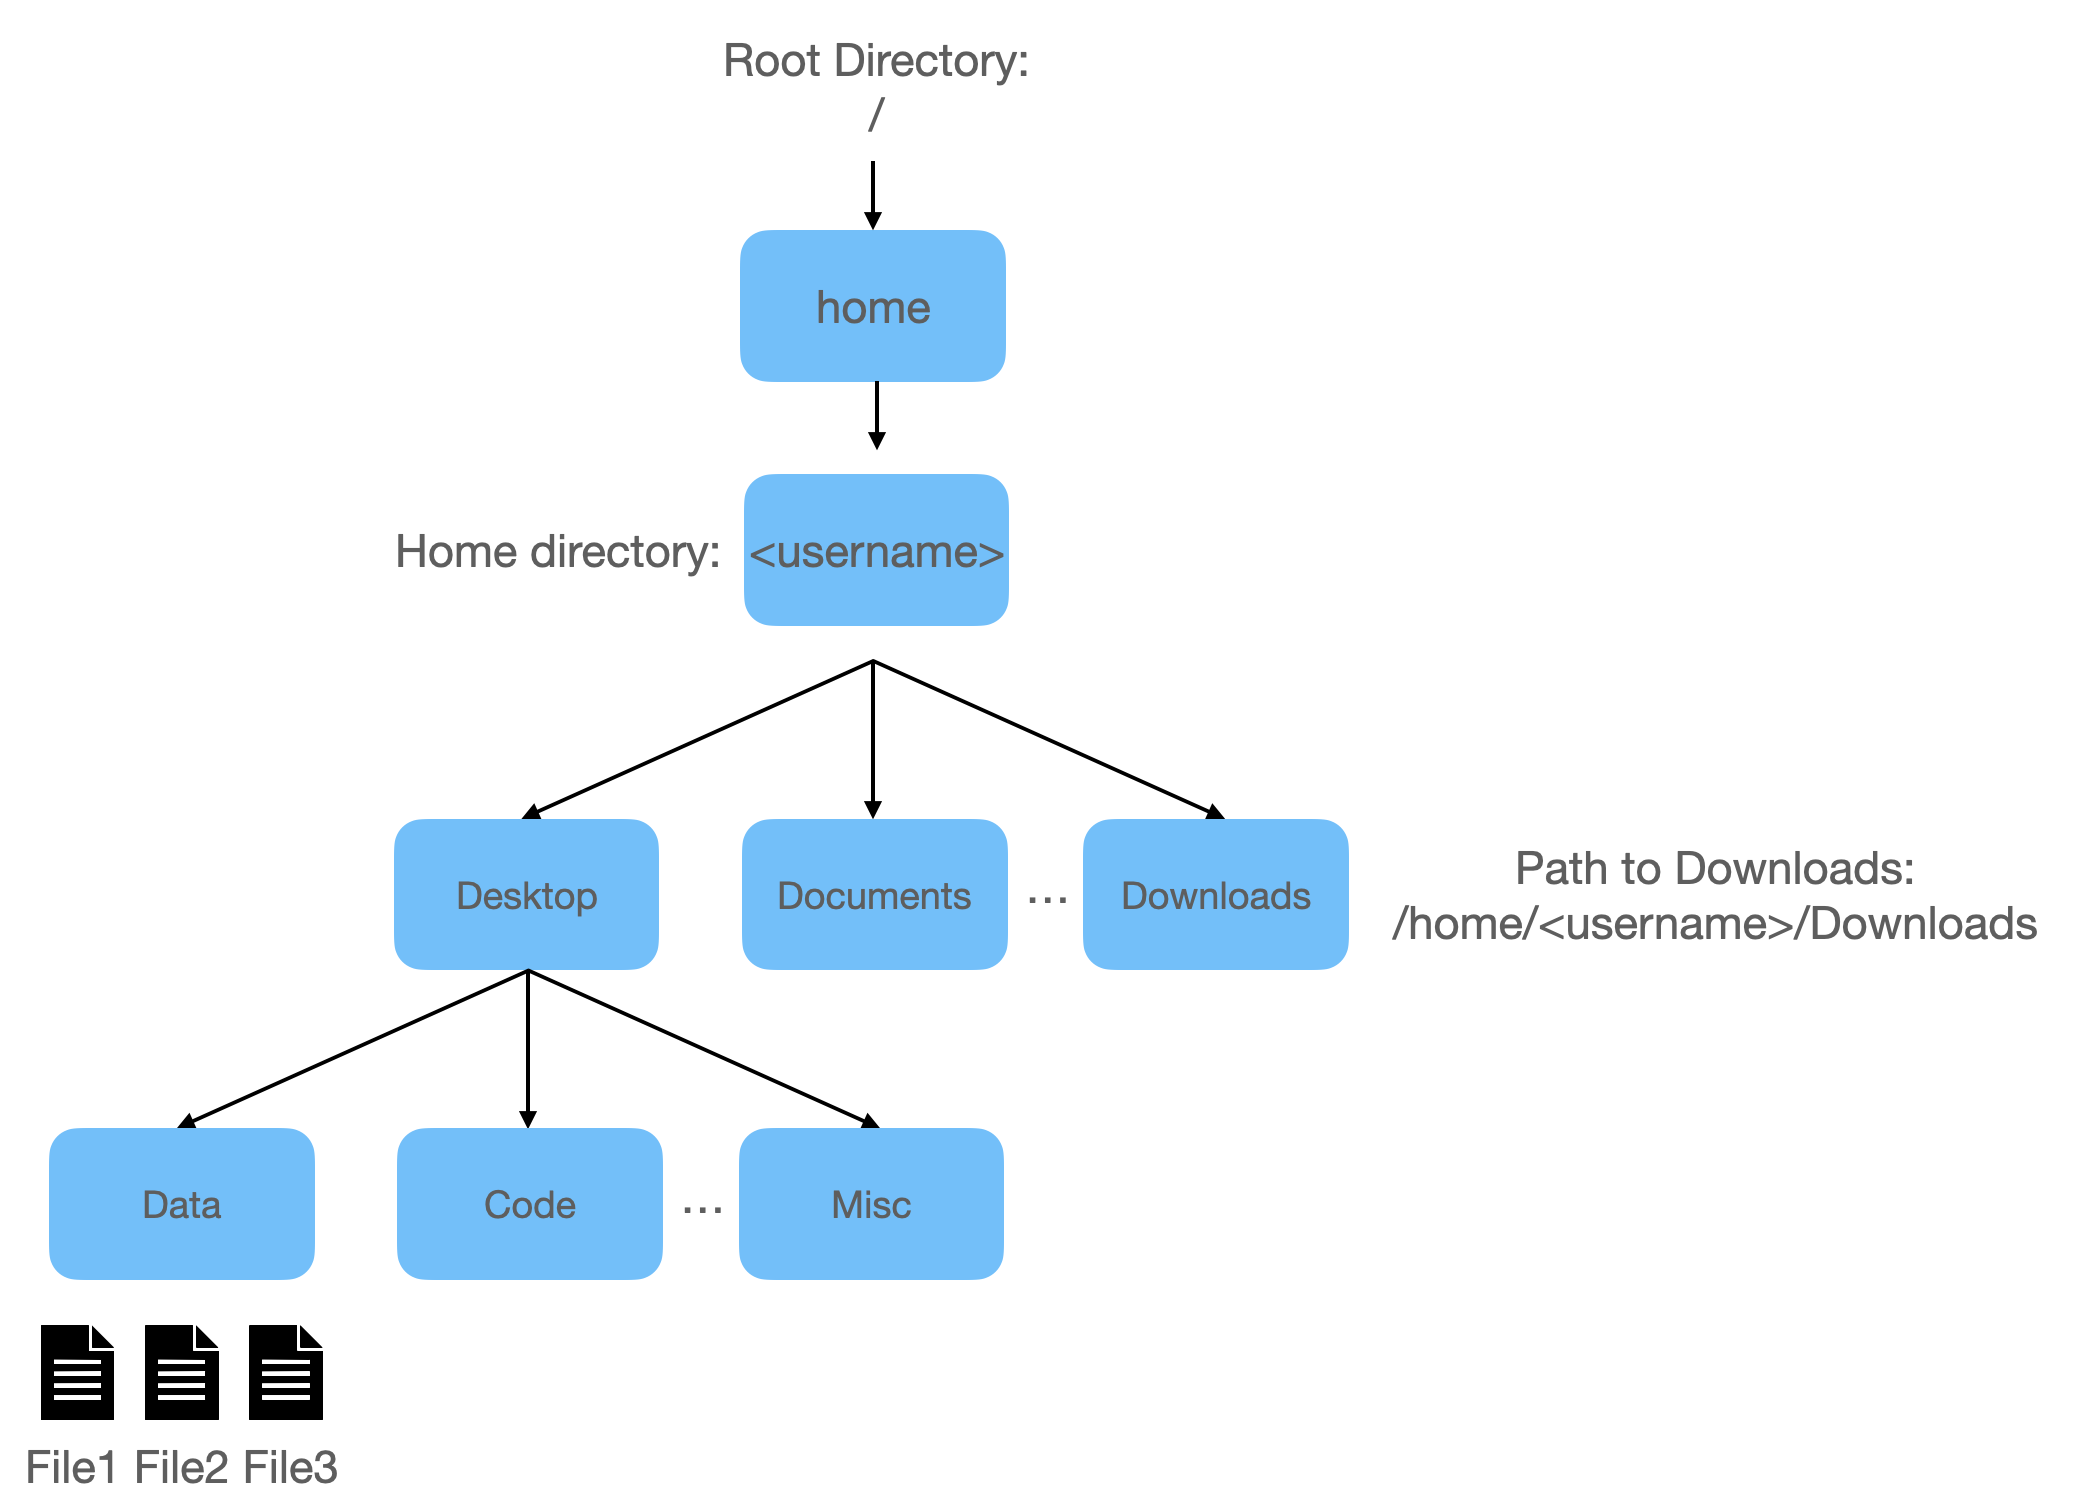 Root Directory:
/
home
Home directory:
<username>
Desktop
Documents
...
Downloads
Path to Downloads:
/home/<username>/Downloads
Data
Code
...
Misc
File1
File2
File3